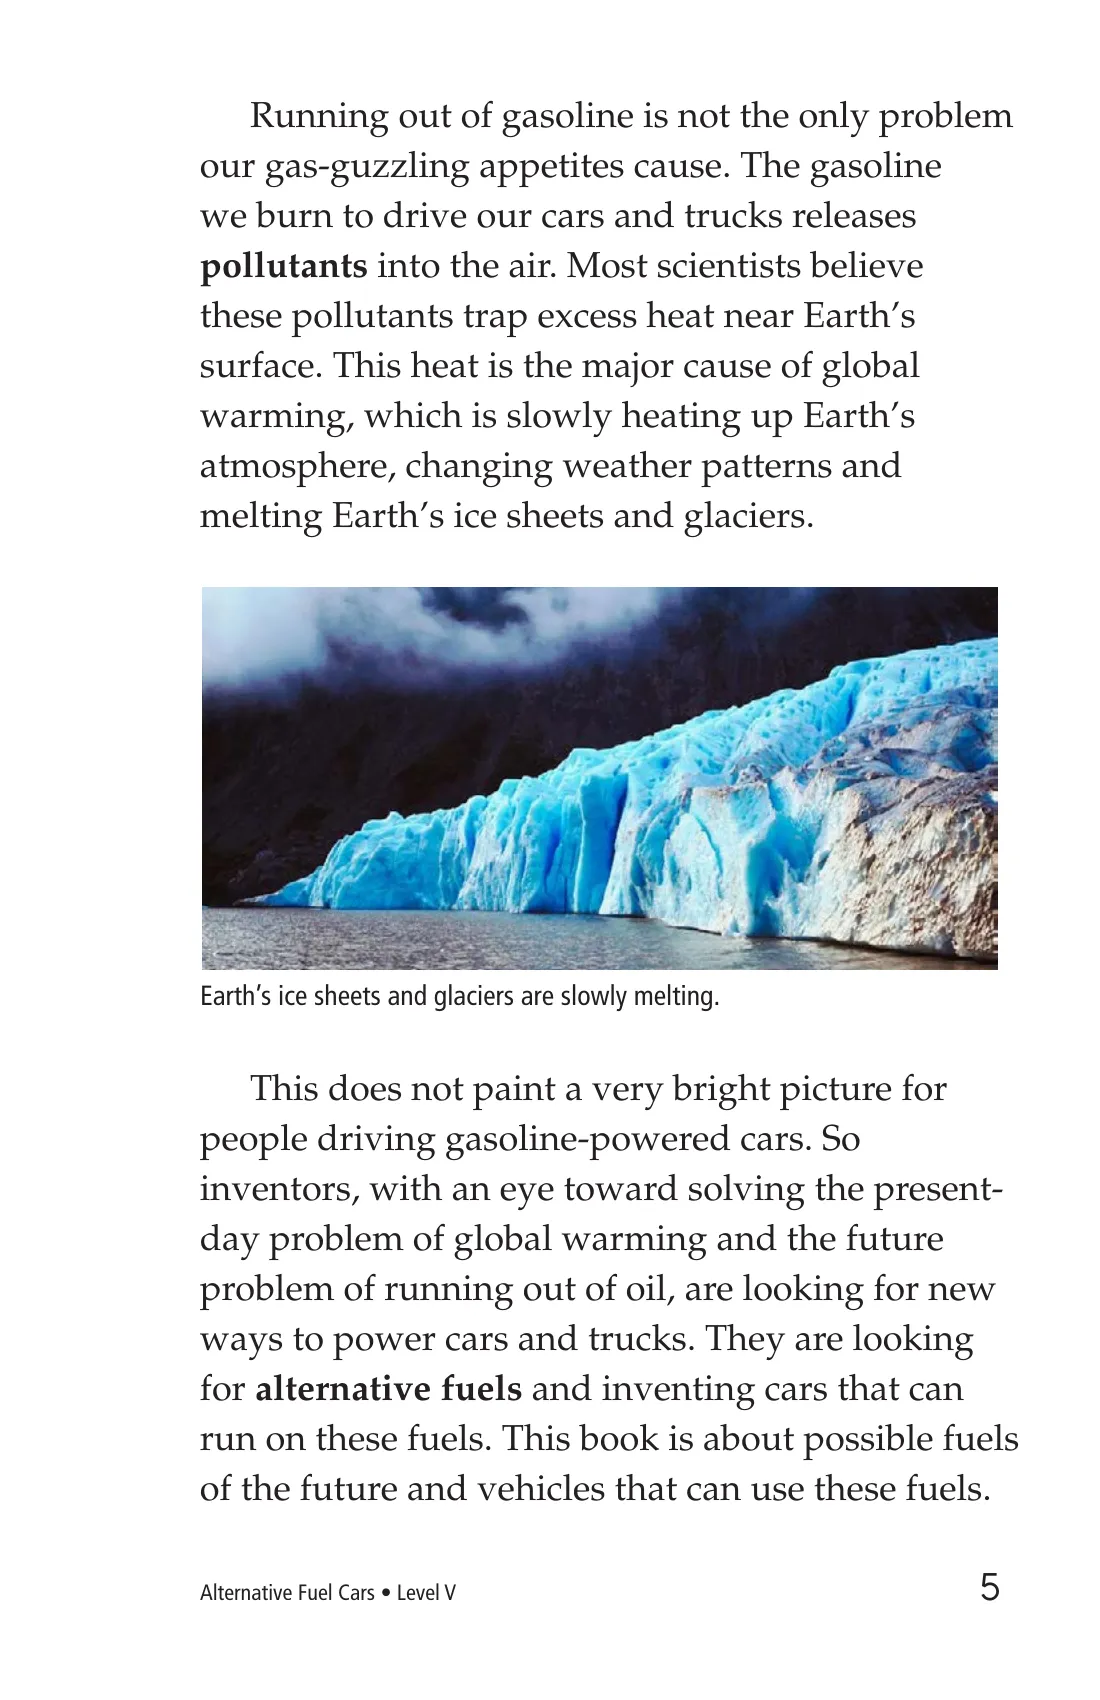 Running out of gasoline is not the only problem
our gas-guzzling appetites cause. The gasoline
we burn to drive our cars and trucks releases
pollutants into the air. Most scientists believe
these pollutants trap excess heat near Earth’s
surface. This heat is the major cause of global
warming, which is slowly heating up Earth’s
atmosphere, changing weather patterns and
melting Earth’s ice sheets and glaciers.
Earth’s ice sheets and glaciers are slowly melting.
This does not paint a very bright picture for
people driving gasoline-powered cars. So
inventors, with an eye toward solving the present-
day problem of global warming and the future
problem of running out of oil, are looking for new
ways to power cars and trucks. They are looking
for alternative fuels and inventing cars that can
run on these fuels. This book is about possible fuels
of the future and vehicles that can use these fuels.
Alternative Fuel Cars • Level V 5